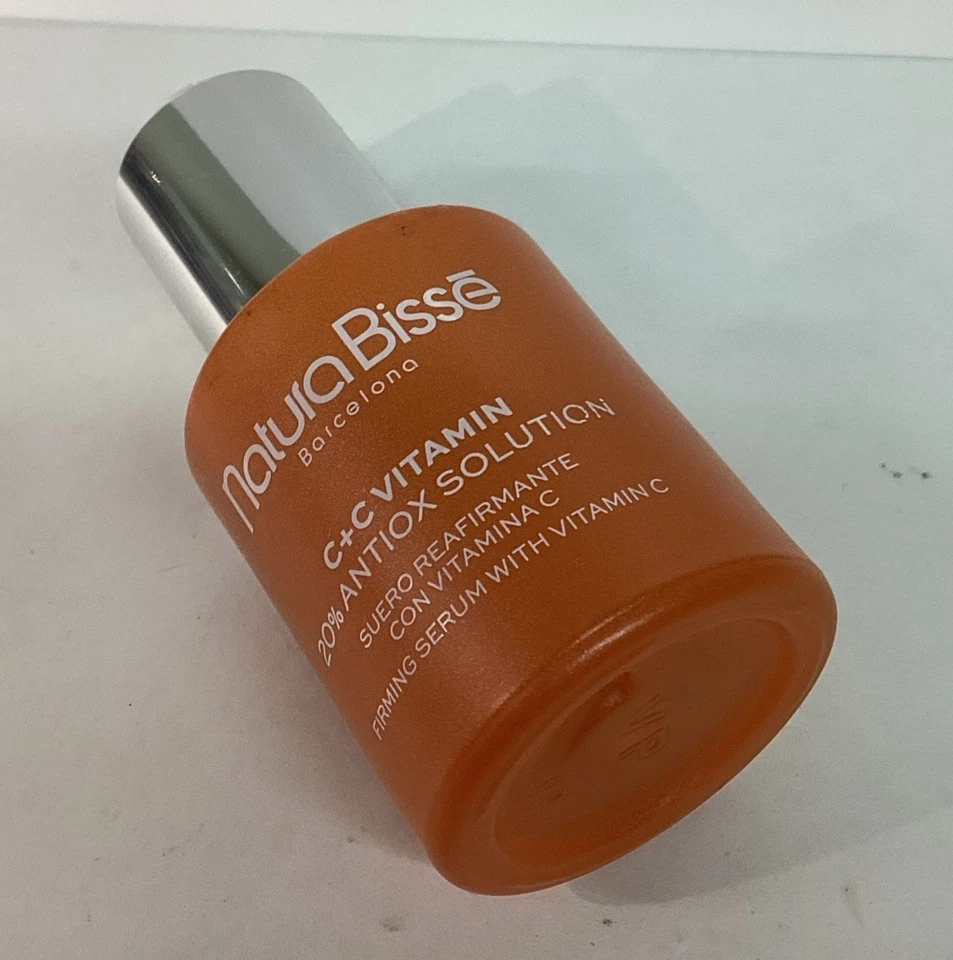 Natura Bissē
Barcelona
C+C VITAMIN
20% ANTIOX SOLUTION
SUERO REAFIRMANTE
CON VITAMINA C
FIRMING SERUM WITH VITAMIN C